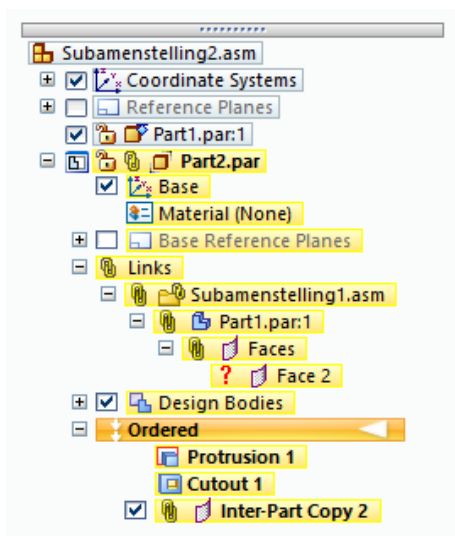 Subamenstelling2.asm
Coordinate Systems
Reference Planes
Part1.par:1
Part2.par
Base
Material (None)
Base Reference Planes
Links
Subamenstelling1.asm
Part1.par:1
Faces
? Face 2
Design Bodies
Ordered
Protrusion 1
Cutout 1
Inter-Part Copy 2